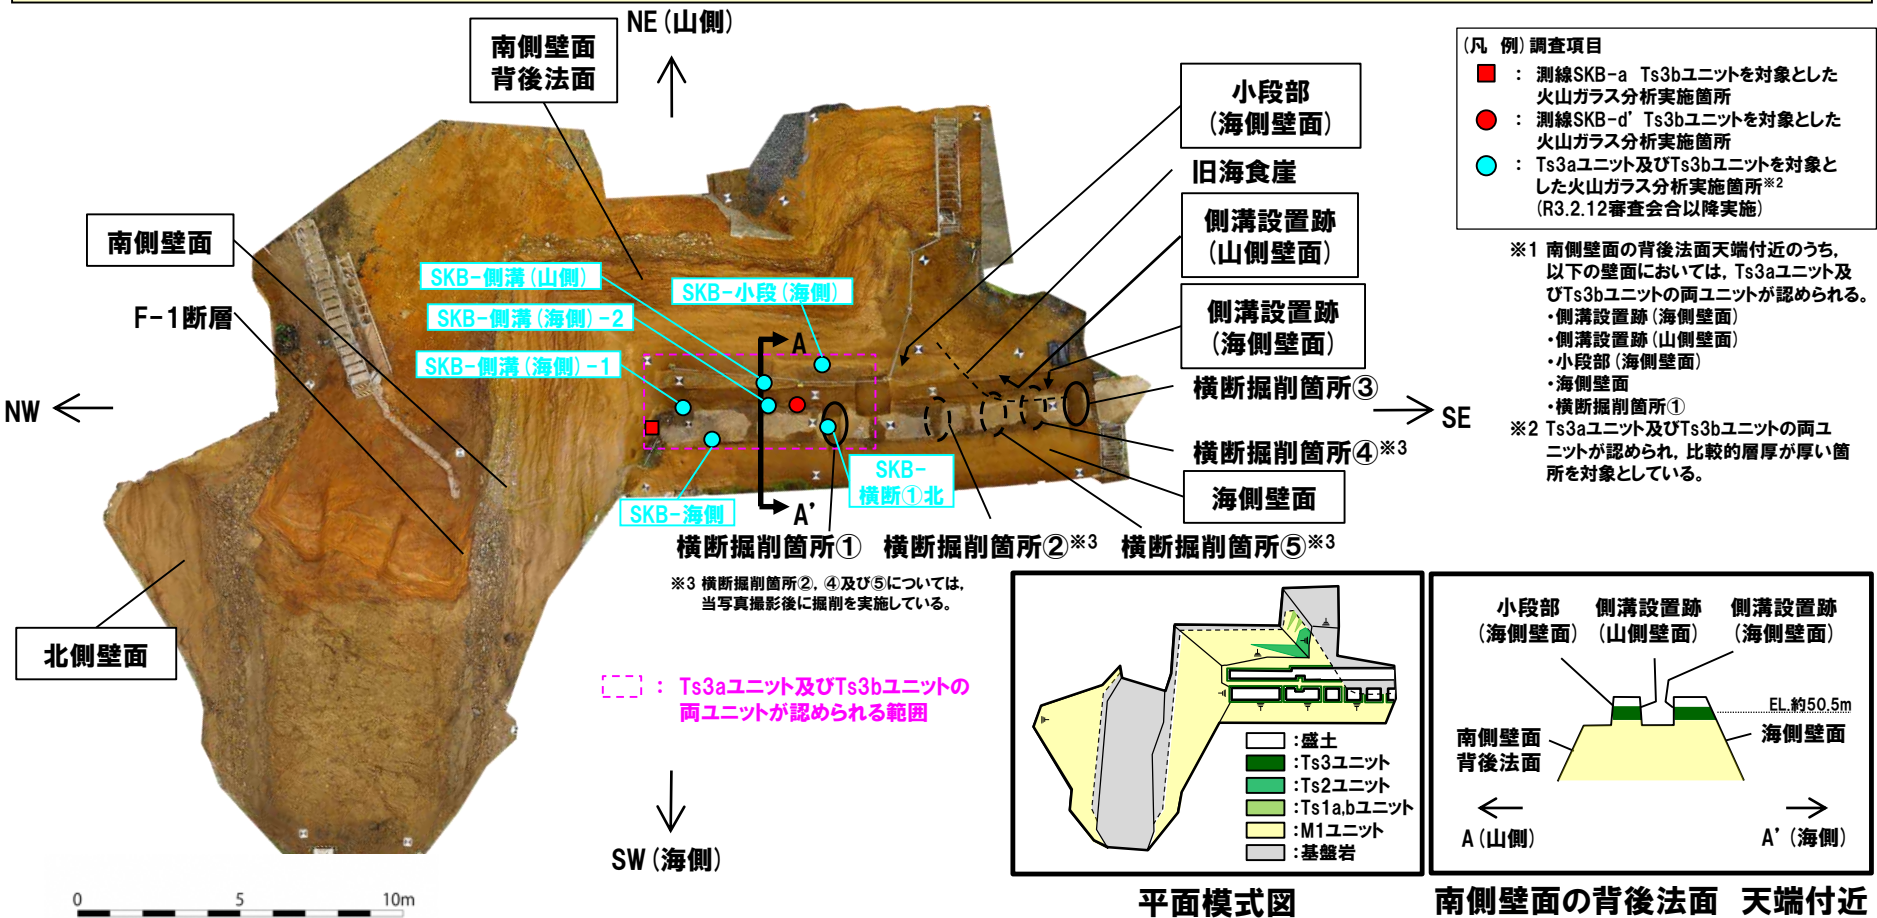 NE(山側)
南側壁面
背後法面
小段部
(海側壁面)
旧海食崖
側溝設置跡
(山側壁面)
側溝設置跡
(海側壁面)
南側壁面
F-1断層
SKB-側溝(山側)
SKB-小段(海側)
SKB-側溝(海側)-2
SKB-側溝(海側)-1
A
NW
SE
横断掘削箇所③
横断掘削箇所④※3
海側壁面
SKB-
横断①北
SKB-海側
A'
横断掘削箇所①
横断掘削箇所②※3
横断掘削箇所⑤※3
※3 横断掘削箇所②, ④及び⑤については,
当写真撮影後に掘削を実施している。
北側壁面
: Ts3aユニット及びTs3bユニットの
両ユニットが認められる範囲
SW(海側)
0 5 10m
(凡 例)調査項目
: 測線SKB-a Ts3bユニットを対象とした
火山ガラス分析実施箇所
: 測線SKB-d' Ts3bユニットを対象とした
火山ガラス分析実施箇所
: Ts3aユニット及びTs3bユニットを対象と
した火山ガラス分析実施箇所※2
(R3.2.12審査会合以降実施)
※1 南側壁面の背後法面天端付近のうち,
以下の壁面においては, Ts3aユニット及
びTs3bユニットの両ユニットが認められる。
・側溝設置跡(海側壁面)
・側溝設置跡(山側壁面)
・小段部(海側壁面)
・海側壁面
・横断掘削箇所①
※2 Ts3aユニット及びTs3bユニットの両ユ
ニットが認められ, 比較的層厚が厚い箇
所を対象としている。
:盛土
:Ts3ユニット
:Ts2ユニット
:Ts1a,bユニット
:M1ユニット
:基盤岩
平面模式図
小段部
(海側壁面)
側溝設置跡
(山側壁面)
側溝設置跡
(海側壁面)
EL.約50.5m
南側壁面
背後法面
海側壁面
A(山側)
A'(海側)
南側壁面の背後法面 天端付近